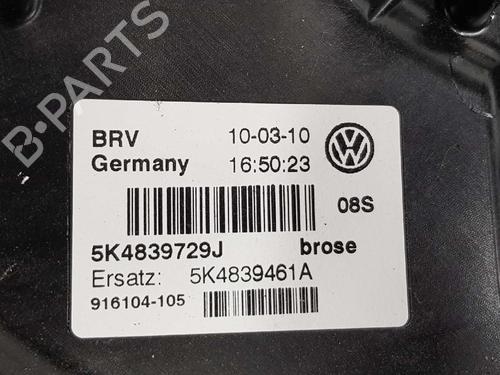 BRV 10-03-10
Germany 16:50:23
08S
5K4839729J brose
Ersatz: 5K4839461A
916104-105
B-PARTS